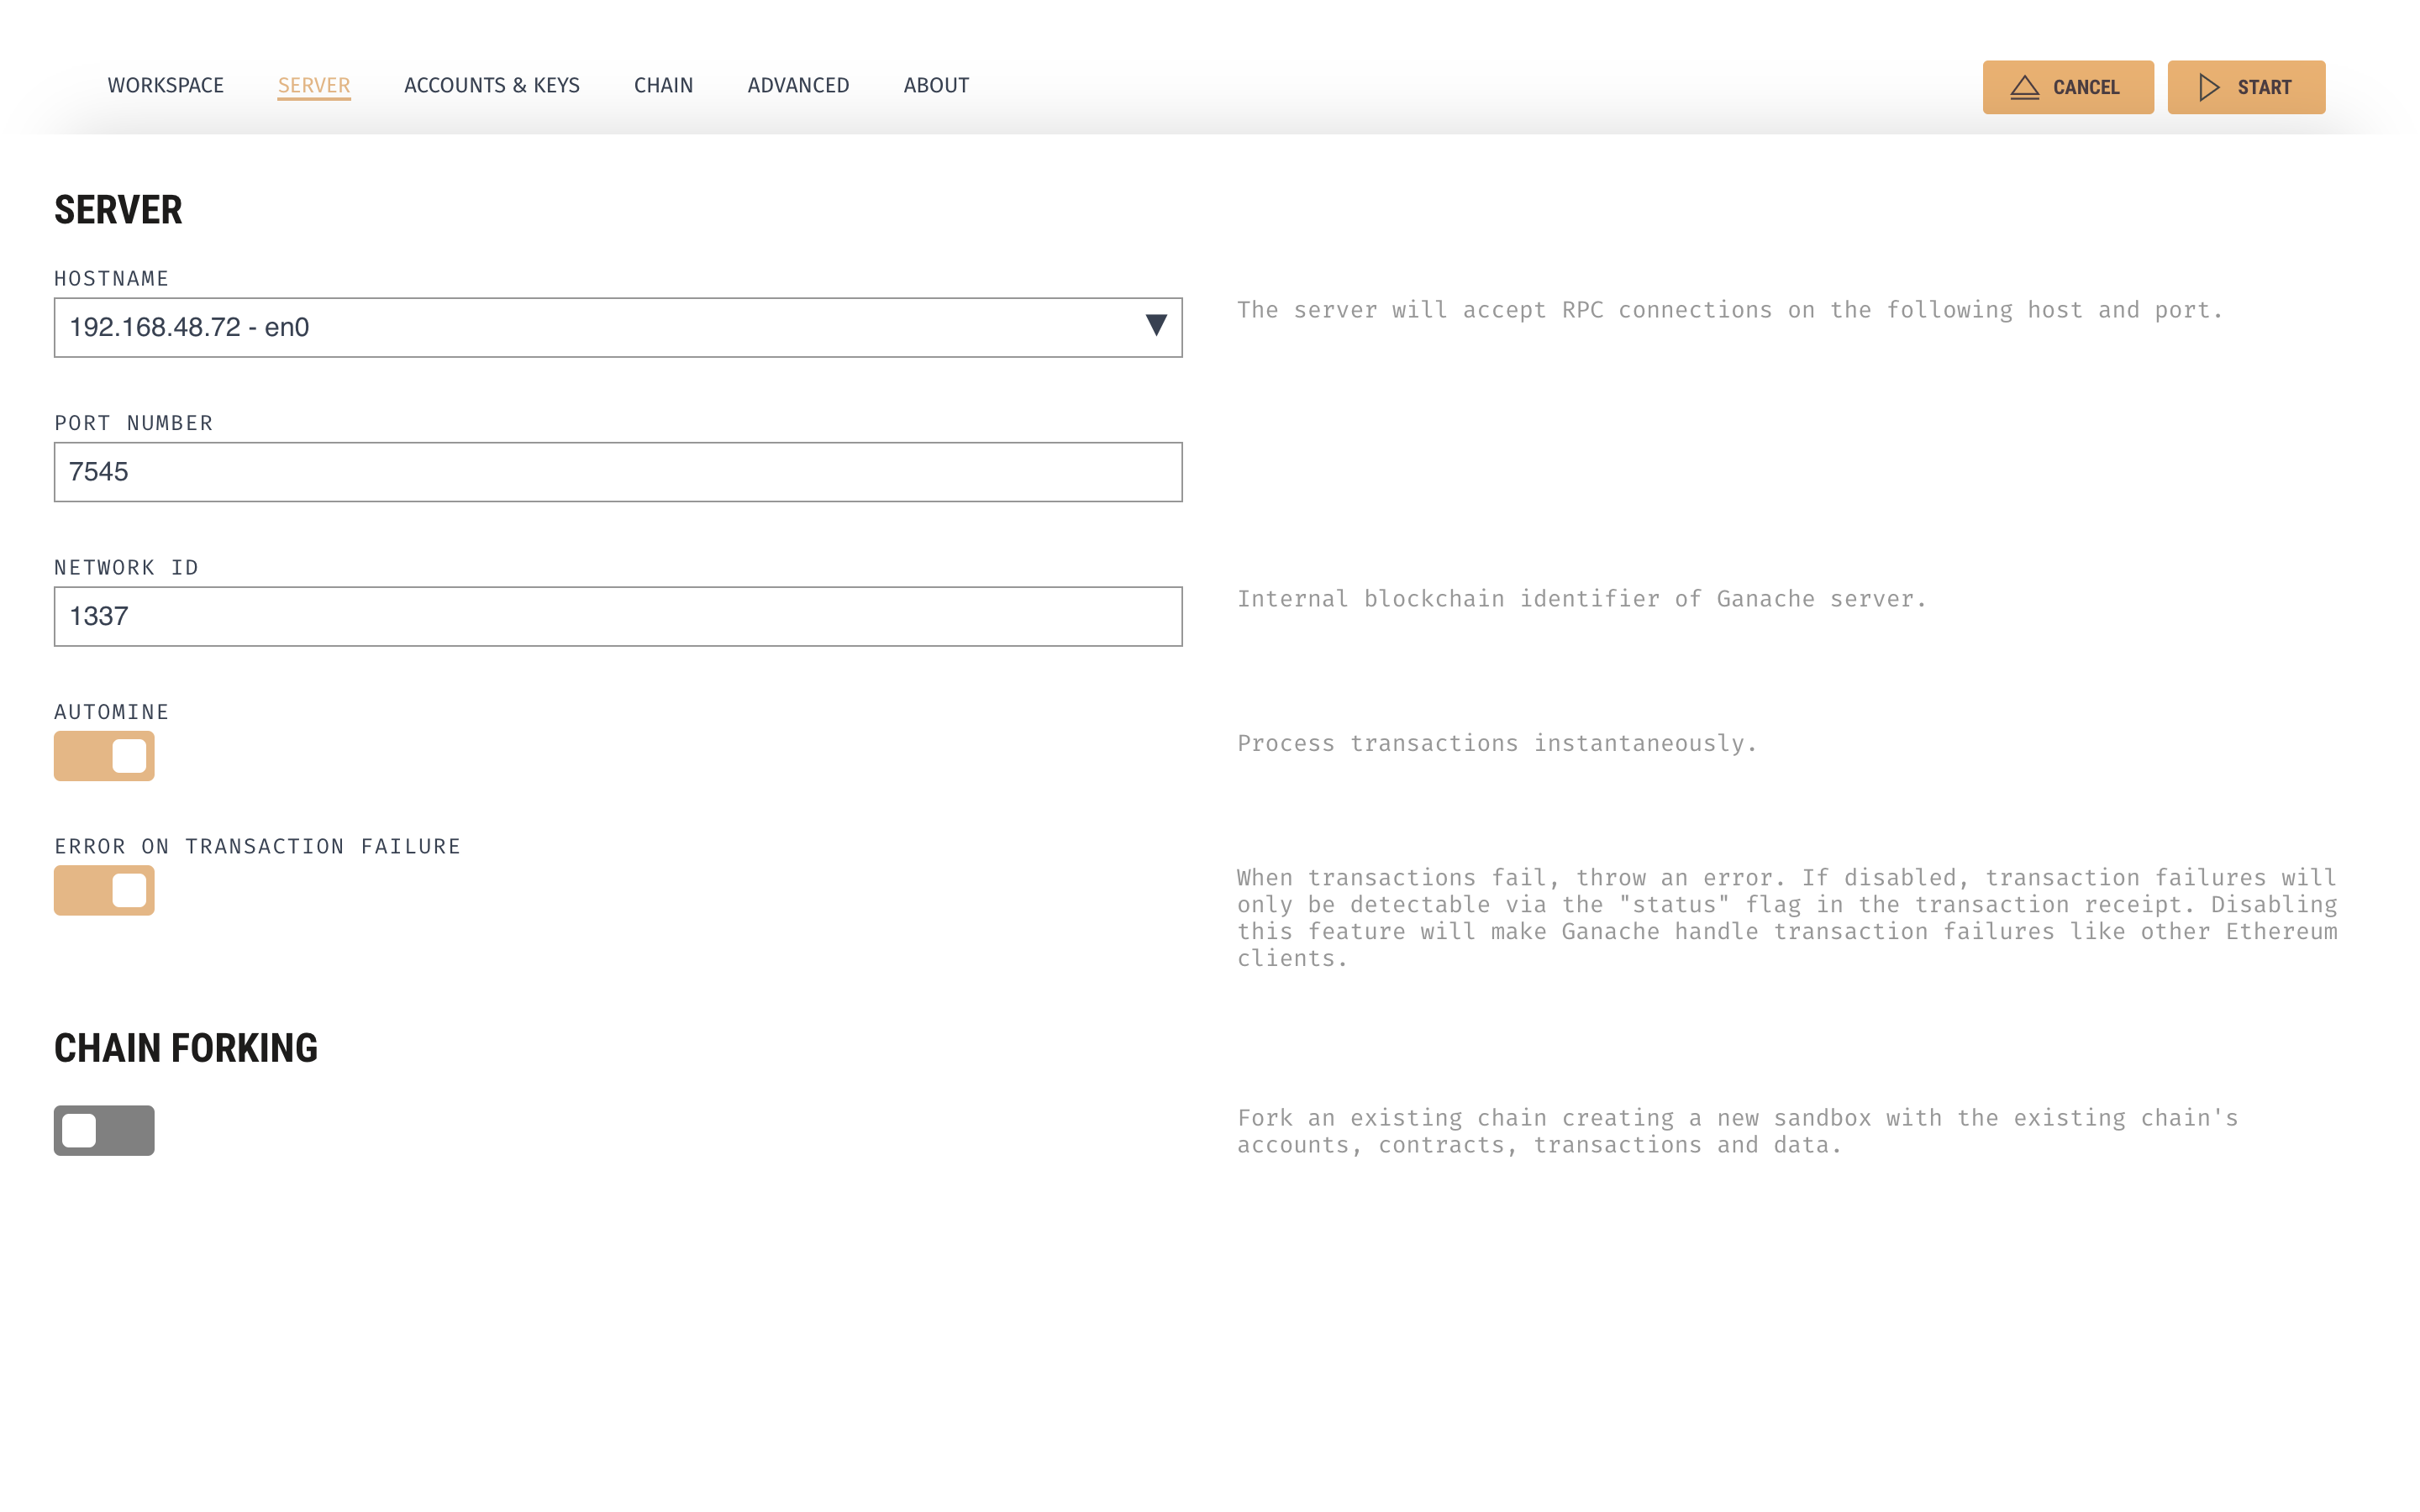 WORKSPACE SERVER ACCOUNTS & KEYS CHAIN ADVANCED ABOUT CANCEL START
SERVER
HOSTNAME
192.168.48.72 - en0
The server will accept RPC connections on the following host and port.
PORT NUMBER
7545
NETWORK ID
1337
Internal blockchain identifier of Ganache server.
AUTOMINE
Process transactions instantaneously.
ERROR ON TRANSACTION FAILURE
When transactions fail, throw an error. If disabled, transaction failures will
only be detectable via the "status" flag in the transaction receipt. Disabling
this feature will make Ganache handle transaction failures like other Ethereum
clients.
CHAIN FORKING
Fork an existing chain creating a new sandbox with the existing chain's
accounts, contracts, transactions and data.